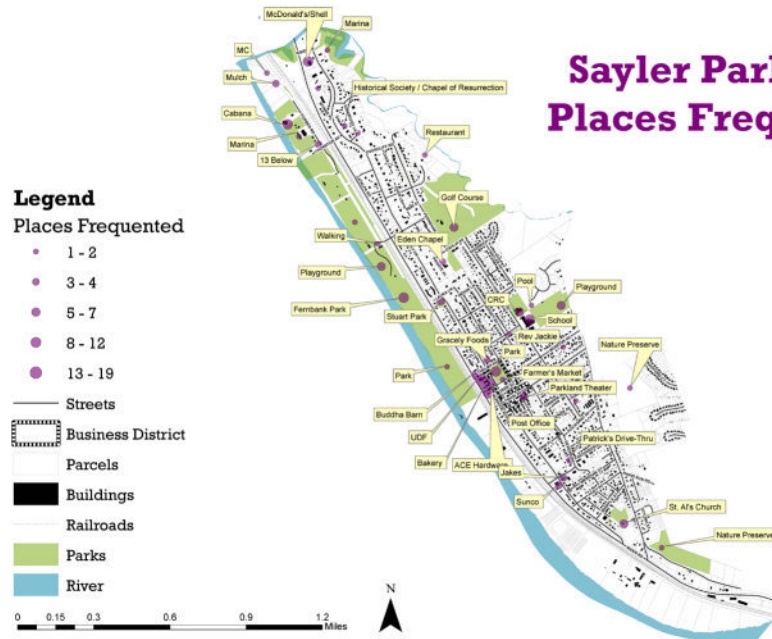 McDonald's/Shell
Marina
MC
Mulch
Historical Society / Chapel of Resurrection
Cabana
Marina
13 Below
Restaurant
Golf Course
Walking
Eden Chapel
Playground
Pool
Playground
Fernbank Park
Stuart Park
CRC
School
Gracely Foods
Rev Jackie
Park
Nature Preserve
Park
Farmer's Market
Parkland Theater
Buddha Barn
UDF
Post Office
Bakery
ACE Hardware
Patrick's Drive-Thru
Jakes
Sunco
St. Al's Church
Nature Preserve
Sayler Par
Places Freq
Legend
Places Frequented
1 - 2
3 - 4
5 - 7
8 - 12
13 - 19
Streets
Business District
Parcels
Buildings
Railroads
Parks
River
N
0 0.15 0.3 0.6 0.9 1.2
Miles